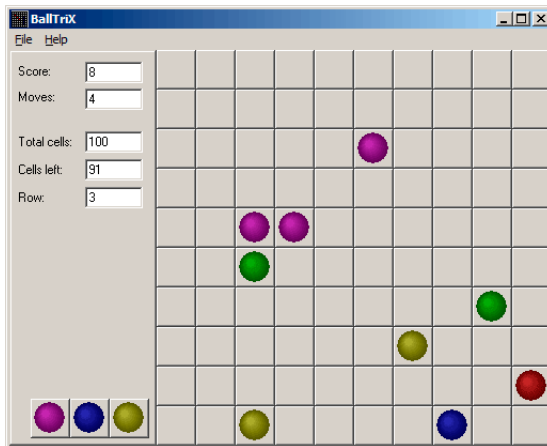 BallTriX
File Help
Score: 8
Moves: 4
Total cells: 100
Cells left: 91
Row: 3